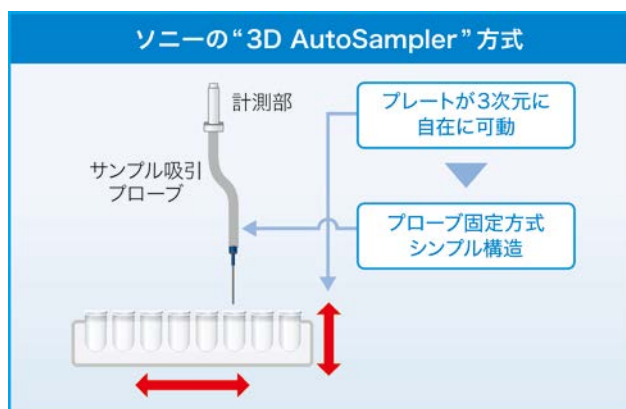 ソニーの“3D AutoSampler”方式
計測部
サンプル吸引
プローブ
プレートが3次元に
自在に可動
プローブ固定方式
シンプル構造